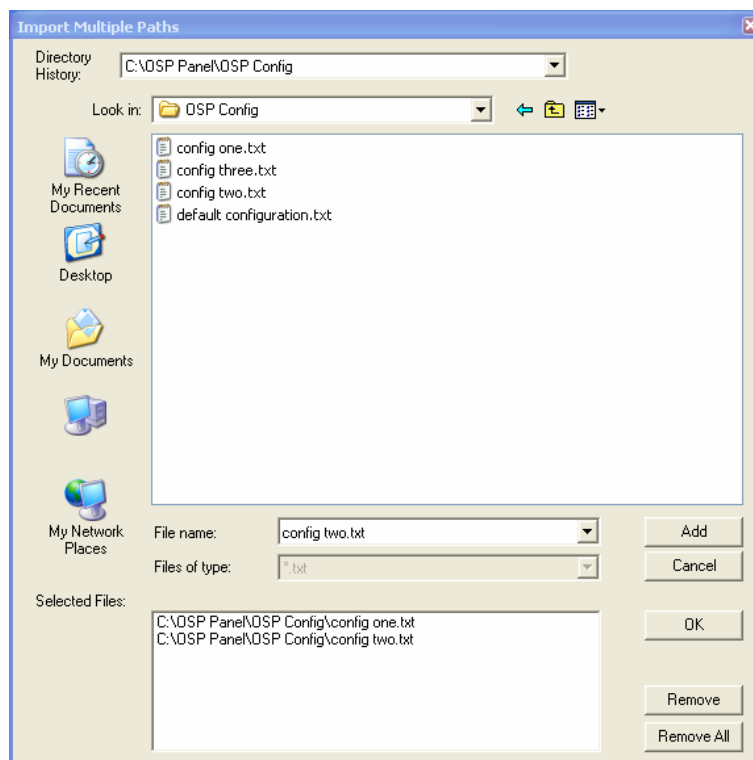 Import Multiple Paths
Directory
History:
C:\OSP Panel\OSP Config
Look in:
OSP Config
My Recent
Documents
Desktop
My Documents
My Network
Places
config one.txt
config three.txt
config two.txt
default configuration.txt
File name:
config two.txt
Add
Files of type:
*.txt
Cancel
Selected Files:
C:\OSP Panel\OSP Config\config one.txt
C:\OSP Panel\OSP Config\config two.txt
OK
Remove
Remove All